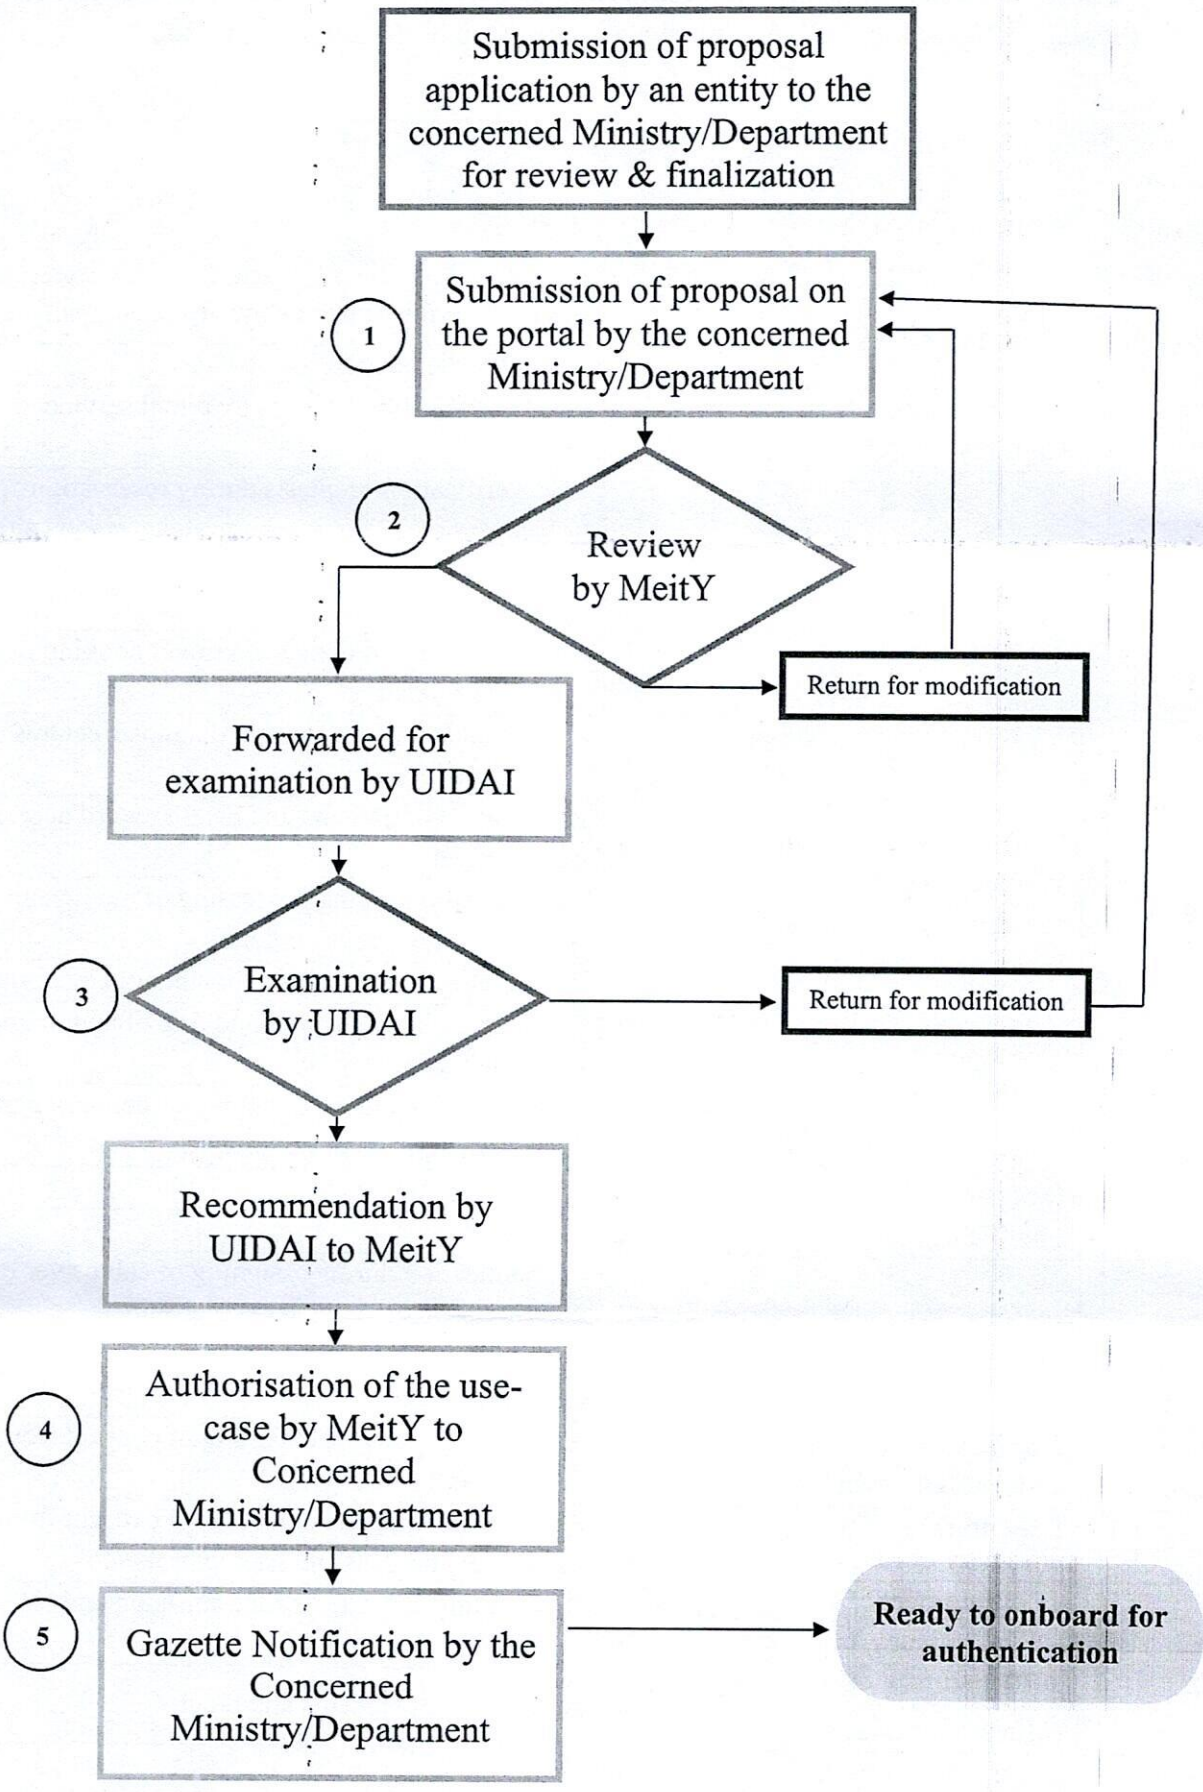 Submission of proposal
application by an entity to the
concerned Ministry/Department
for review & finalization
1
Submission of proposal on
the portal by the concerned
Ministry/Department
2
Review
by MeitY
Return for modification
Forwarded for
examination by UIDAI
3
Examination
by UIDAI
Return for modification
Recommendation by
UIDAI to MeitY
4
Authorisation of the use-
case by MeitY to
Concerned
Ministry/Department
5
Gazette Notification by the
Concerned
Ministry/Department
Ready to onboard for
authentication